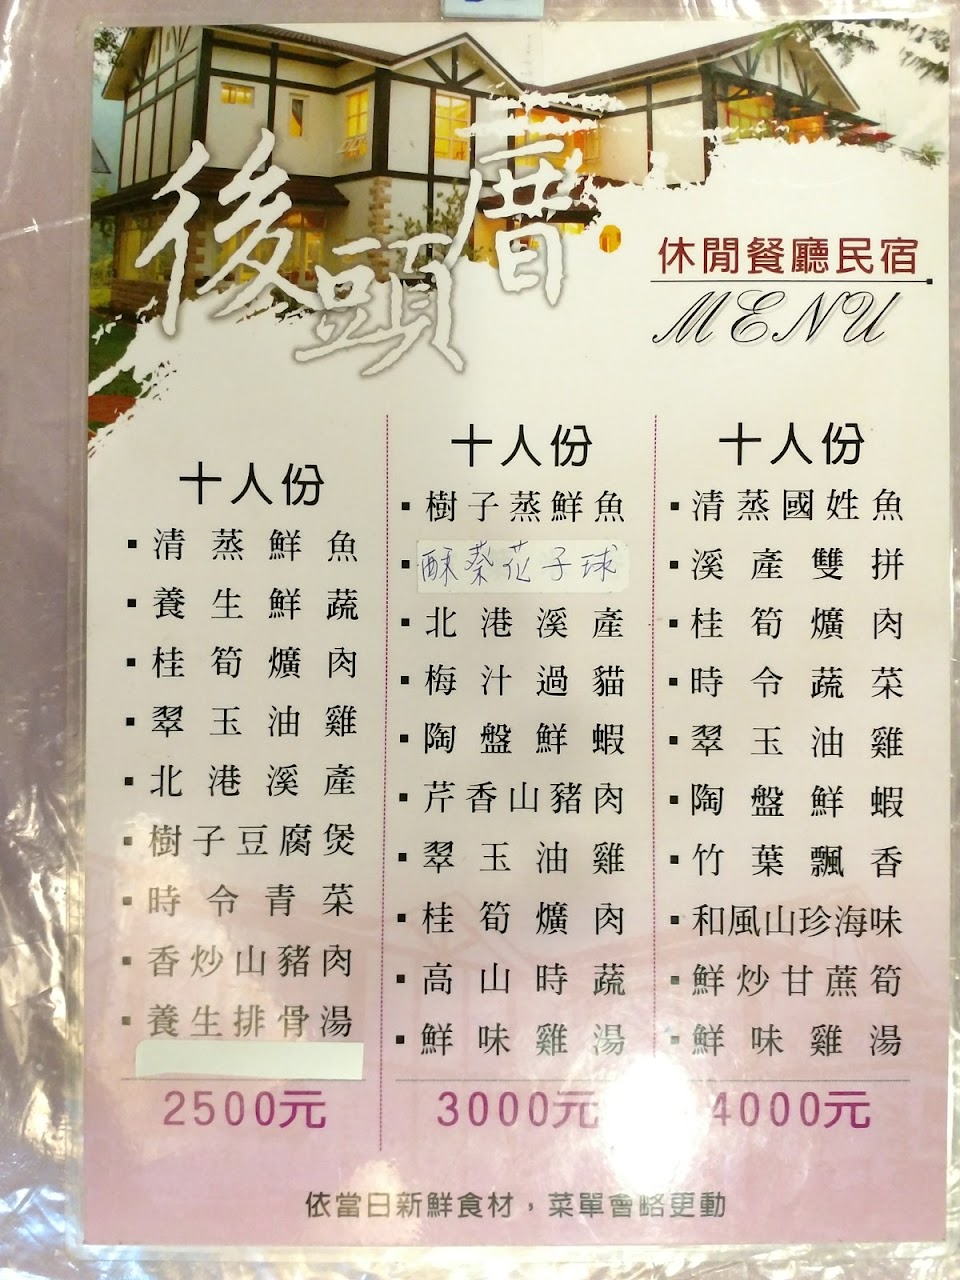 後頭厝
休閒餐廳民宿
MENU
十人份
清蒸鮮魚
養生鮮蔬
桂筍爌肉
翠玉油雞
北港溪產
樹子豆腐煲
時令青菜
香炒山豬肉
養生排骨湯
2500元
十人份
樹子蒸鮮魚
酥蔡花子球
北港溪產
梅汁過貓
陶盤鮮蝦
芹香山豬肉
翠玉油雞
桂筍爌肉
高山時蔬
鮮味雞湯
3000元
十人份
清蒸國姓魚
溪產雙拼
桂筍爌肉
時令蔬菜
翠玉油雞
陶盤鮮蝦
竹葉飄香
和風山珍海味
鮮炒甘蔗筍
鮮味雞湯
4000元
依當日新鮮食材，菜單會略更動